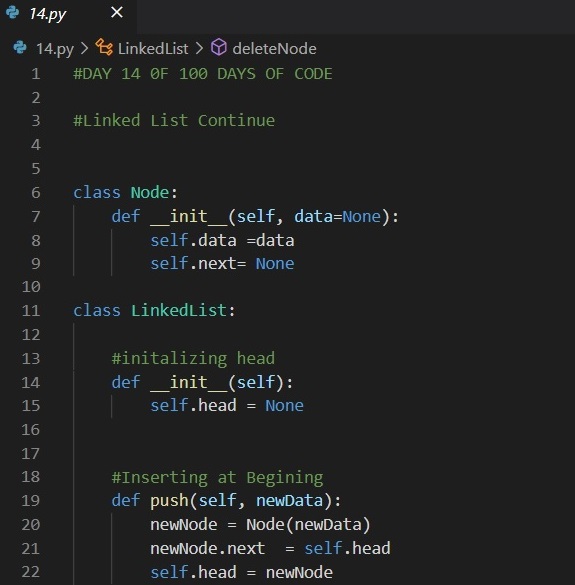 14.py ×
14.py > LinkedList > deleteNode
1 #DAY 14 0F 100 DAYS OF CODE
2
3 #Linked List Continue
4
5
6 class Node:
7     def __init__(self, data=None):
8         self.data =data
9         self.next= None
10
11 class LinkedList:
12
13     #initalizing head
14     def __init__(self):
15         self.head = None
16
17
18     #Inserting at Begining
19     def push(self, newData):
20         newNode = Node(newData)
21         newNode.next  = self.head
22         self.head = newNode